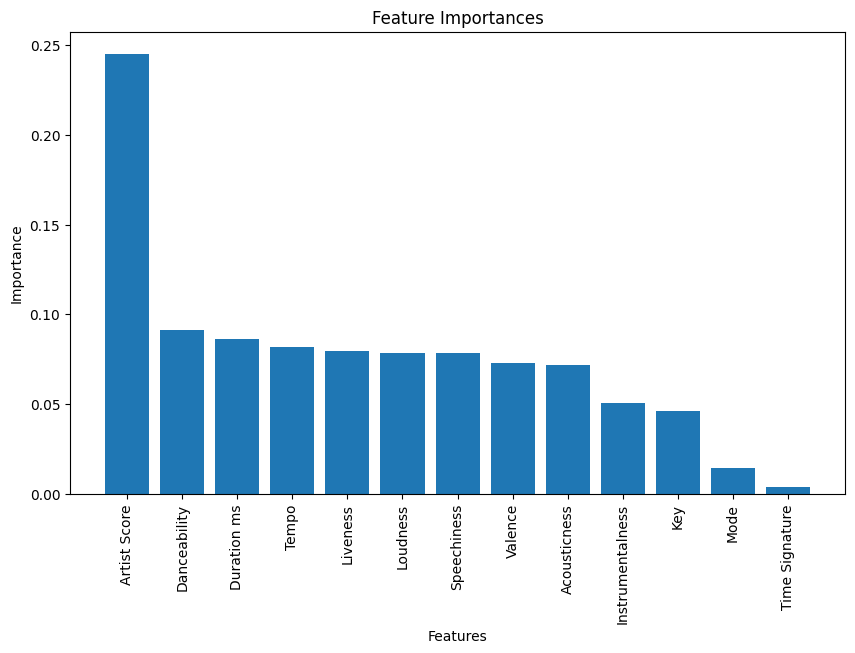 Feature Importances
Importance
0.25
0.20
0.15
0.10
0.05
0.00
Artist Score
Danceability
Duration ms
Tempo
Liveness
Loudness
Speechiness
Valence
Acousticness
Instrumentalness
Key
Mode
Time Signature
Features